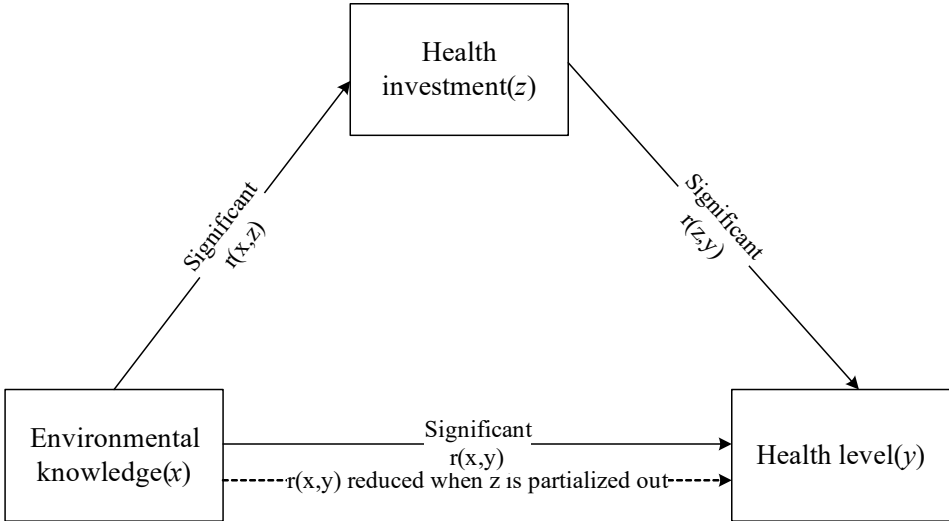 Health
investment(z)
Significant
r(x,z)
Significant
r(z,y)
Environmental
knowledge(x)
Significant
r(x,y)
r(x,y) reduced when z is partialized out
Health level(y)